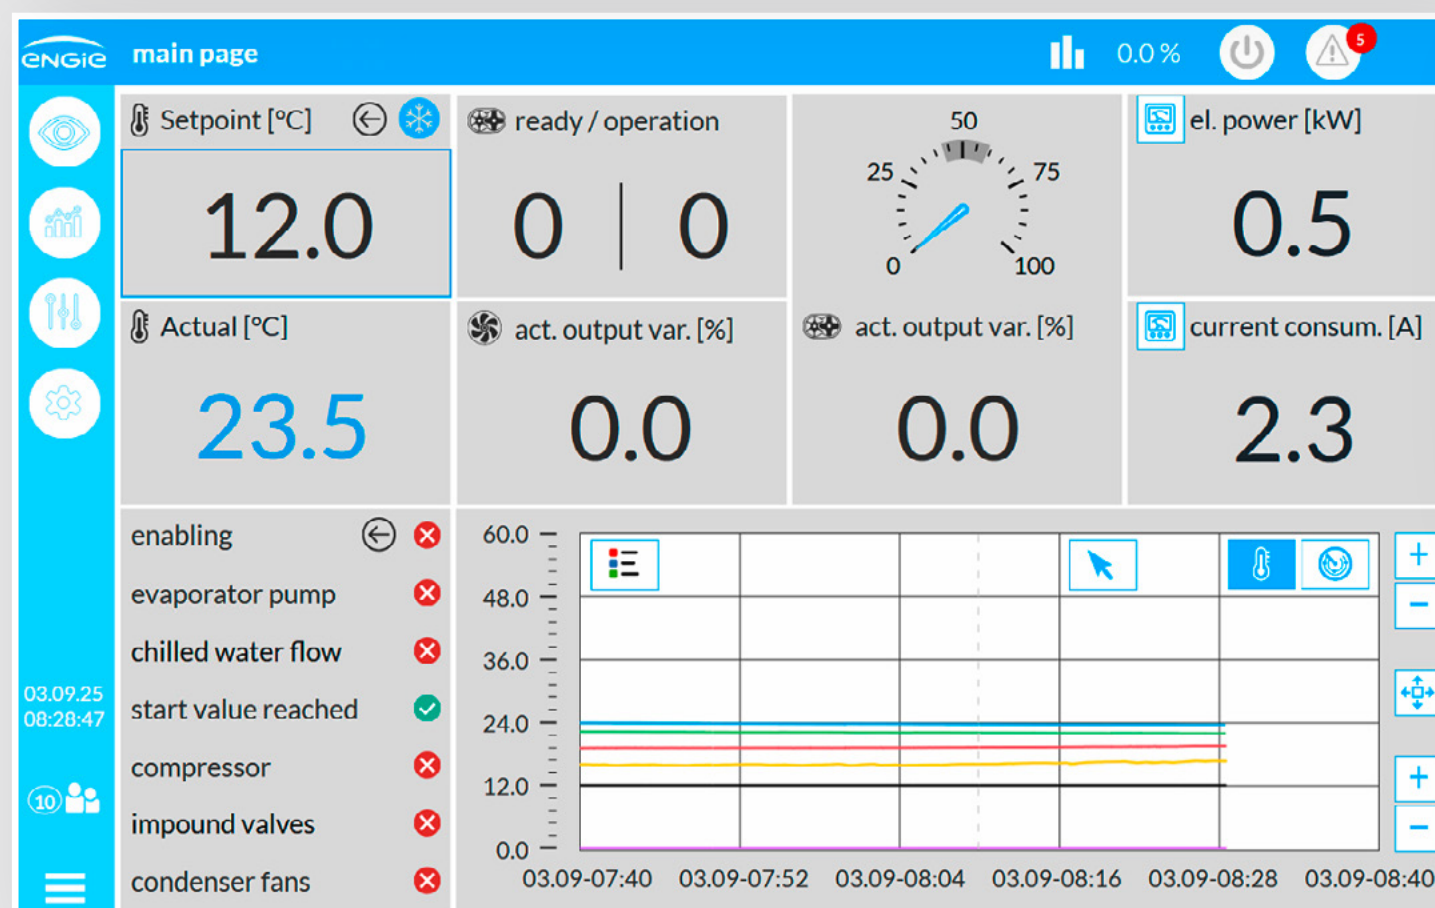 ENGIE main page 0.0 % 5
Setpoint [°C]
12.0
ready / operation
0 | 0
50
25 75
0 100
el. power [kW]
0.5
Actual [°C]
23.5
act. output var. [%]
0.0
act. output var. [%]
0.0
current consum. [A]
2.3
enabling
evaporator pump
chilled water flow
start value reached
compressor
impound valves
condenser fans
60.0
48.0
36.0
24.0
12.0
0.0
03.09-07:40 03.09-07:52 03.09-08:04 03.09-08:16 03.09-08:28 03.09-08:40
03.09.25
08:28:47
10